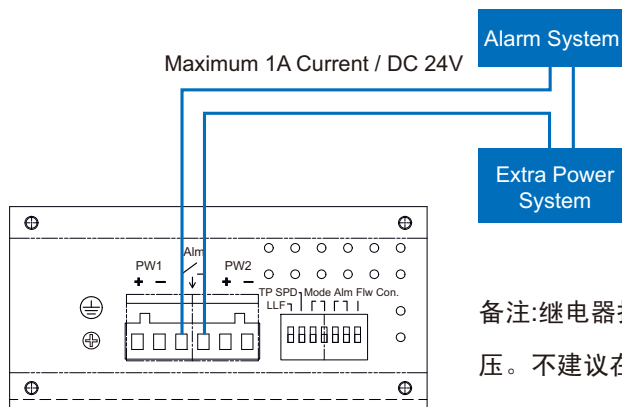 Alarm System
Maximum 1A Current / DC 24V
Extra Power
System
Alm
PW1
PW2
+ −
+ −
TP SPD Mode Alm Flw Con.
LLF
备注:继电器
压。不建议在